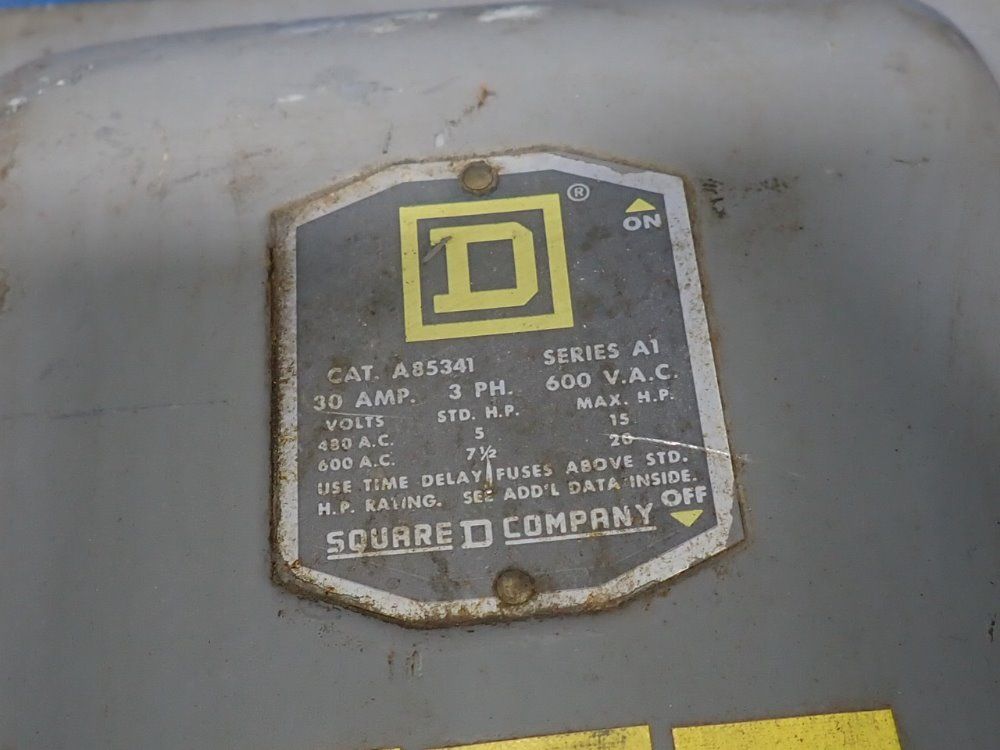 D ®
ON
CAT. A85341 SERIES A1
30 AMP. 3 PH. 600 V.A.C.
VOLTS STD. H.P. MAX. H.P.
480 A.C. 5 15
600 A.C. 7½ 20
USE TIME DELAY FUSES ABOVE STD.
H.P. RATING. SEE ADD'L DATA INSIDE.
OFF
SQUARE D COMPANY